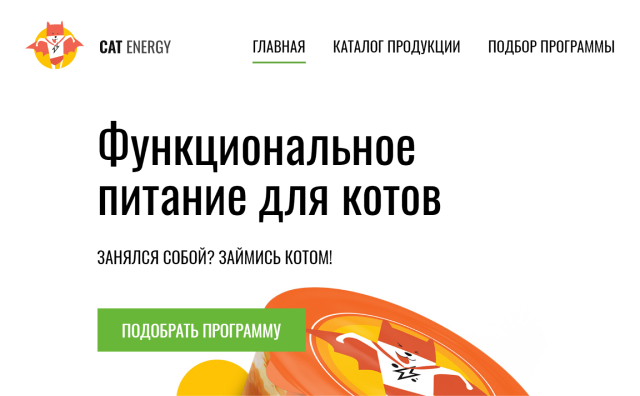 CAT ENERGY
ГЛАВНАЯ
КАТАЛОГ ПРОДУКЦИИ
ПОДБОР ПРОГРАММЫ
Функциональное
питание для котов
ЗАНЯЛСЯ СОБОЙ? ЗАЙМИСЬ КОТОМ!
ПОДОБРАТЬ ПРОГРАММУ